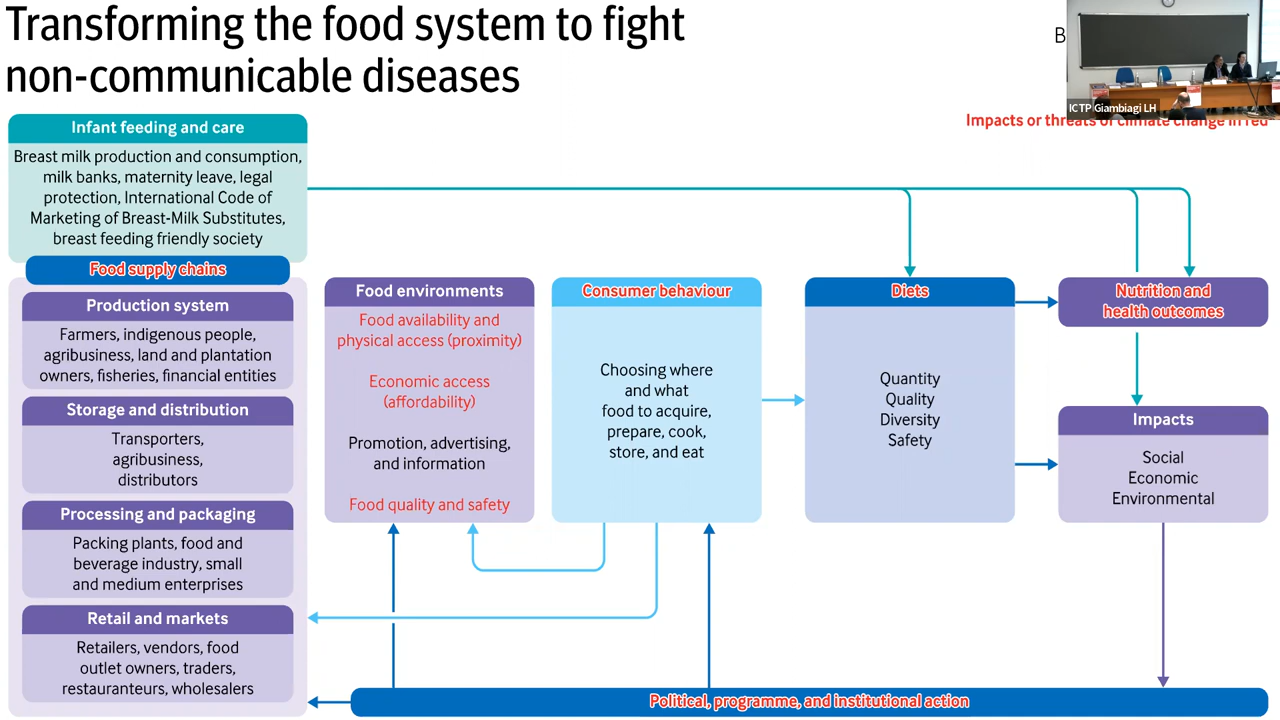 Transforming the food system to fight
non-communicable diseases
B
ICTP Giambiagi LH
Impacts or threats of climate change in red
Infant feeding and care
Breast milk production and consumption,
milk banks, maternity leave, legal
protection, International Code of
Marketing of Breast-Milk Substitutes,
breast feeding friendly society
Food supply chains
Production system
Farmers, indigenous people,
agribusiness, land and plantation
owners, fisheries, financial entities
Storage and distribution
Transporters,
agribusiness,
distributors
Processing and packaging
Packing plants, food and
beverage industry, small
and medium enterprises
Retail and markets
Retailers, vendors, food
outlet owners, traders,
restauranteurs, wholesalers
Food environments
Food availability and
physical access (proximity)
Economic access
(affordability)
Promotion, advertising,
and information
Food quality and safety
Consumer behaviour
Choosing where
and what
food to acquire,
prepare, cook,
store, and eat
Diets
Quantity
Quality
Diversity
Safety
Nutrition and
health outcomes
Impacts
Social
Economic
Environmental
Political, programme, and institutional action